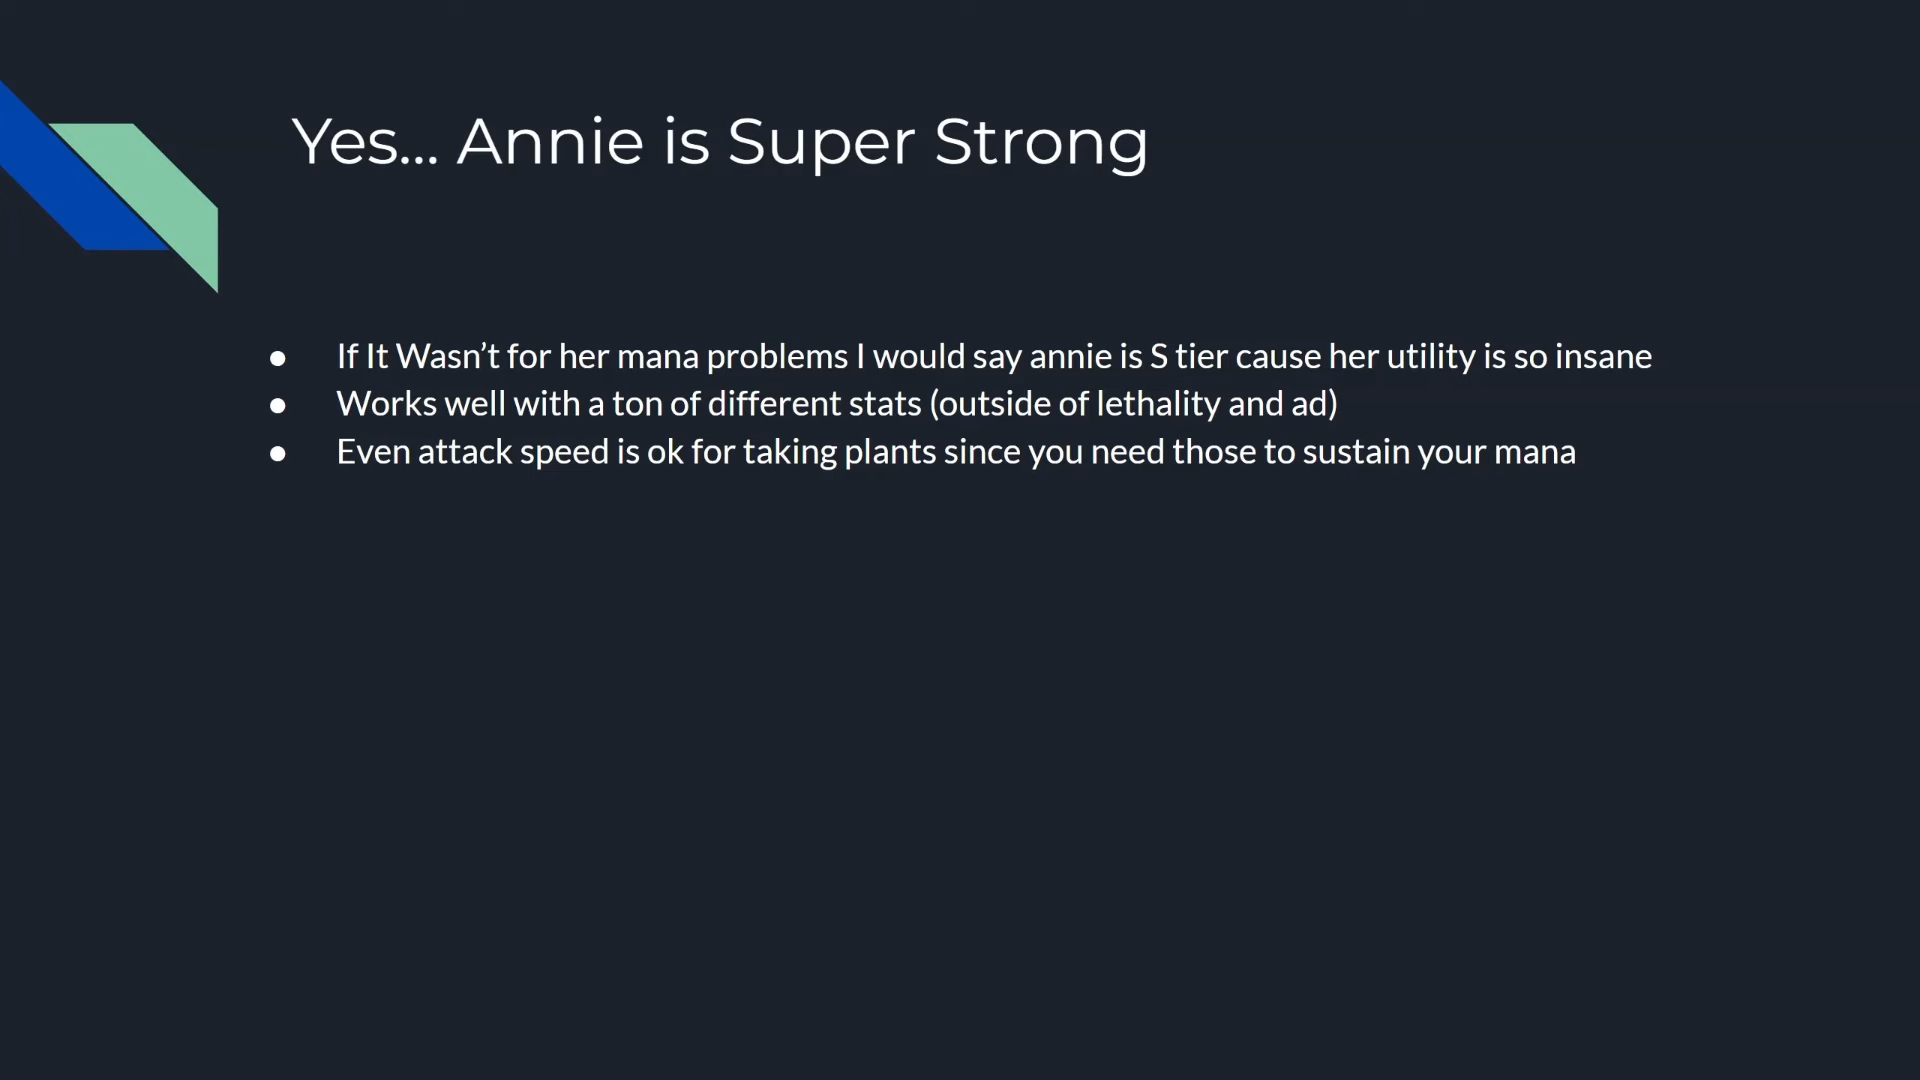 Yes... Annie is Super Strong
● If It Wasn’t for her mana problems I would say annie is S tier cause her utility is so insane
● Works well with a ton of different stats (outside of lethality and ad)
● Even attack speed is ok for taking plants since you need those to sustain your mana